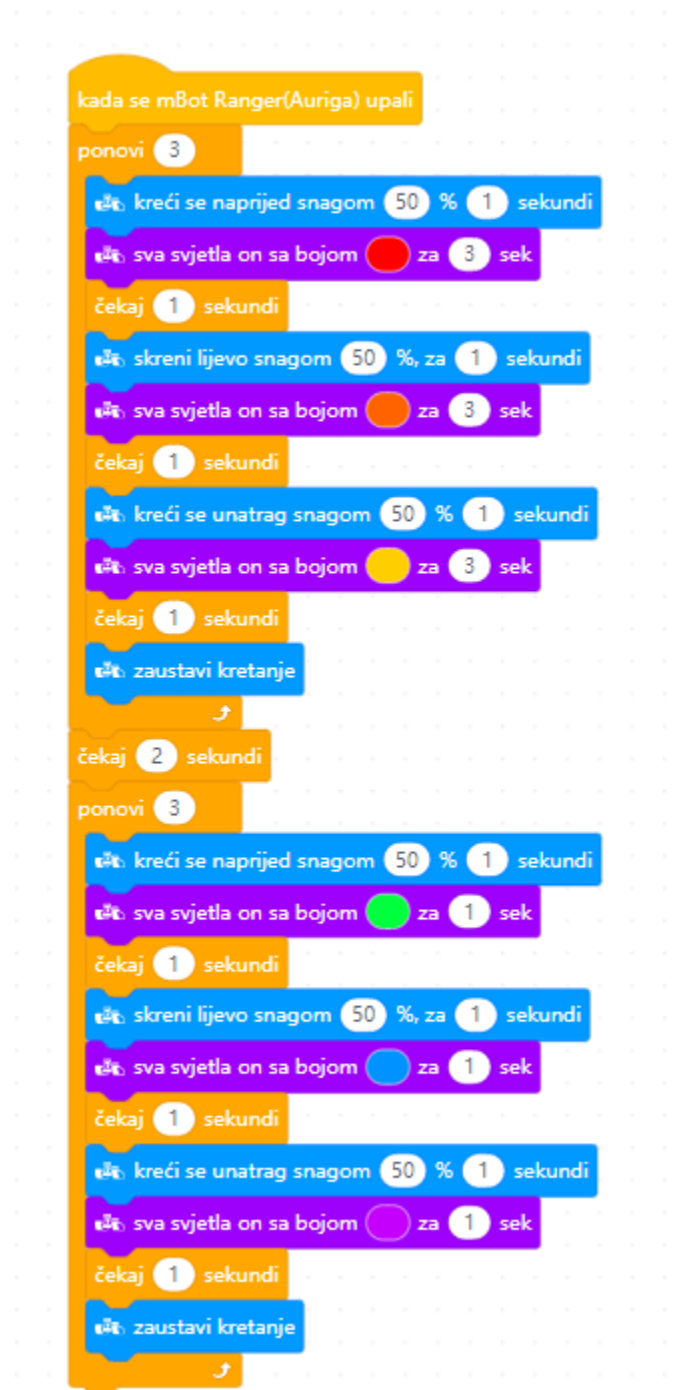 kada se mBot Ranger(Auriga) upali
ponovi 3
kreći se naprijed snagom 50 % 1 sekundi
sva svjetla on sa bojom za 3 sek
čekaj 1 sekundi
skreni lijevo snagom 50 %, za 1 sekundi
sva svjetla on sa bojom za 3 sek
čekaj 1 sekundi
kreći se unatrag snagom 50 % 1 sekundi
sva svjetla on sa bojom za 3 sek
čekaj 1 sekundi
zaustavi kretanje
čekaj 2 sekundi
ponovi 3
kreći se naprijed snagom 50 % 1 sekundi
sva svjetla on sa bojom za 1 sek
čekaj 1 sekundi
skreni lijevo snagom 50 %, za 1 sekundi
sva svjetla on sa bojom za 1 sek
čekaj 1 sekundi
kreći se unatrag snagom 50 % 1 sekundi
sva svjetla on sa bojom za 1 sek
čekaj 1 sekundi
zaustavi kretanje